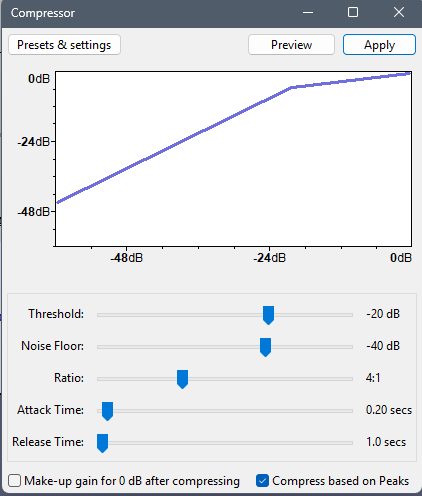 Compressor
Presets & settings Preview Apply
0dB
-24dB
-48dB
-48dB -24dB 0dB
Threshold: -20 dB
Noise Floor: -40 dB
Ratio: 4:1
Attack Time: 0.20 secs
Release Time: 1.0 secs
Make-up gain for 0 dB after compressing Compress based on Peaks